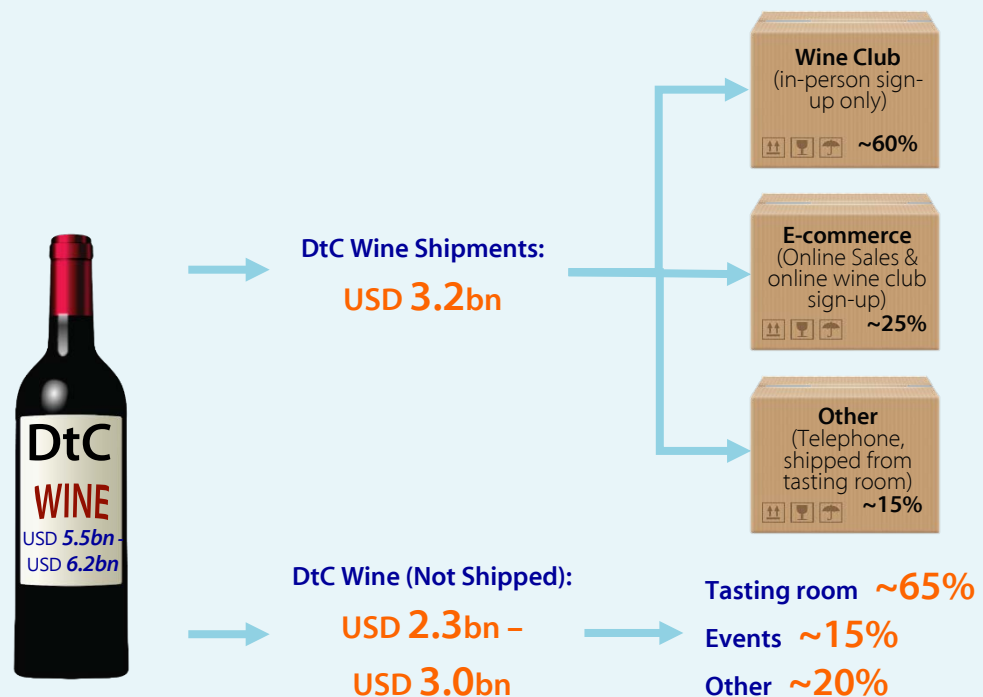 Wine Club
(in-person sign-
up only)
~60%
E-commerce
(Online Sales &
online wine club
sign-up)
~25%
Other
(Telephone,
shipped from
tasting room)
~15%
DtC Wine Shipments:
USD 3.2bn
DtC
WINE
USD 5.5bn -
USD 6.2bn
DtC Wine (Not Shipped):
USD 2.3bn –
USD 3.0bn
Tasting room ~65%
Events ~15%
Other ~20%